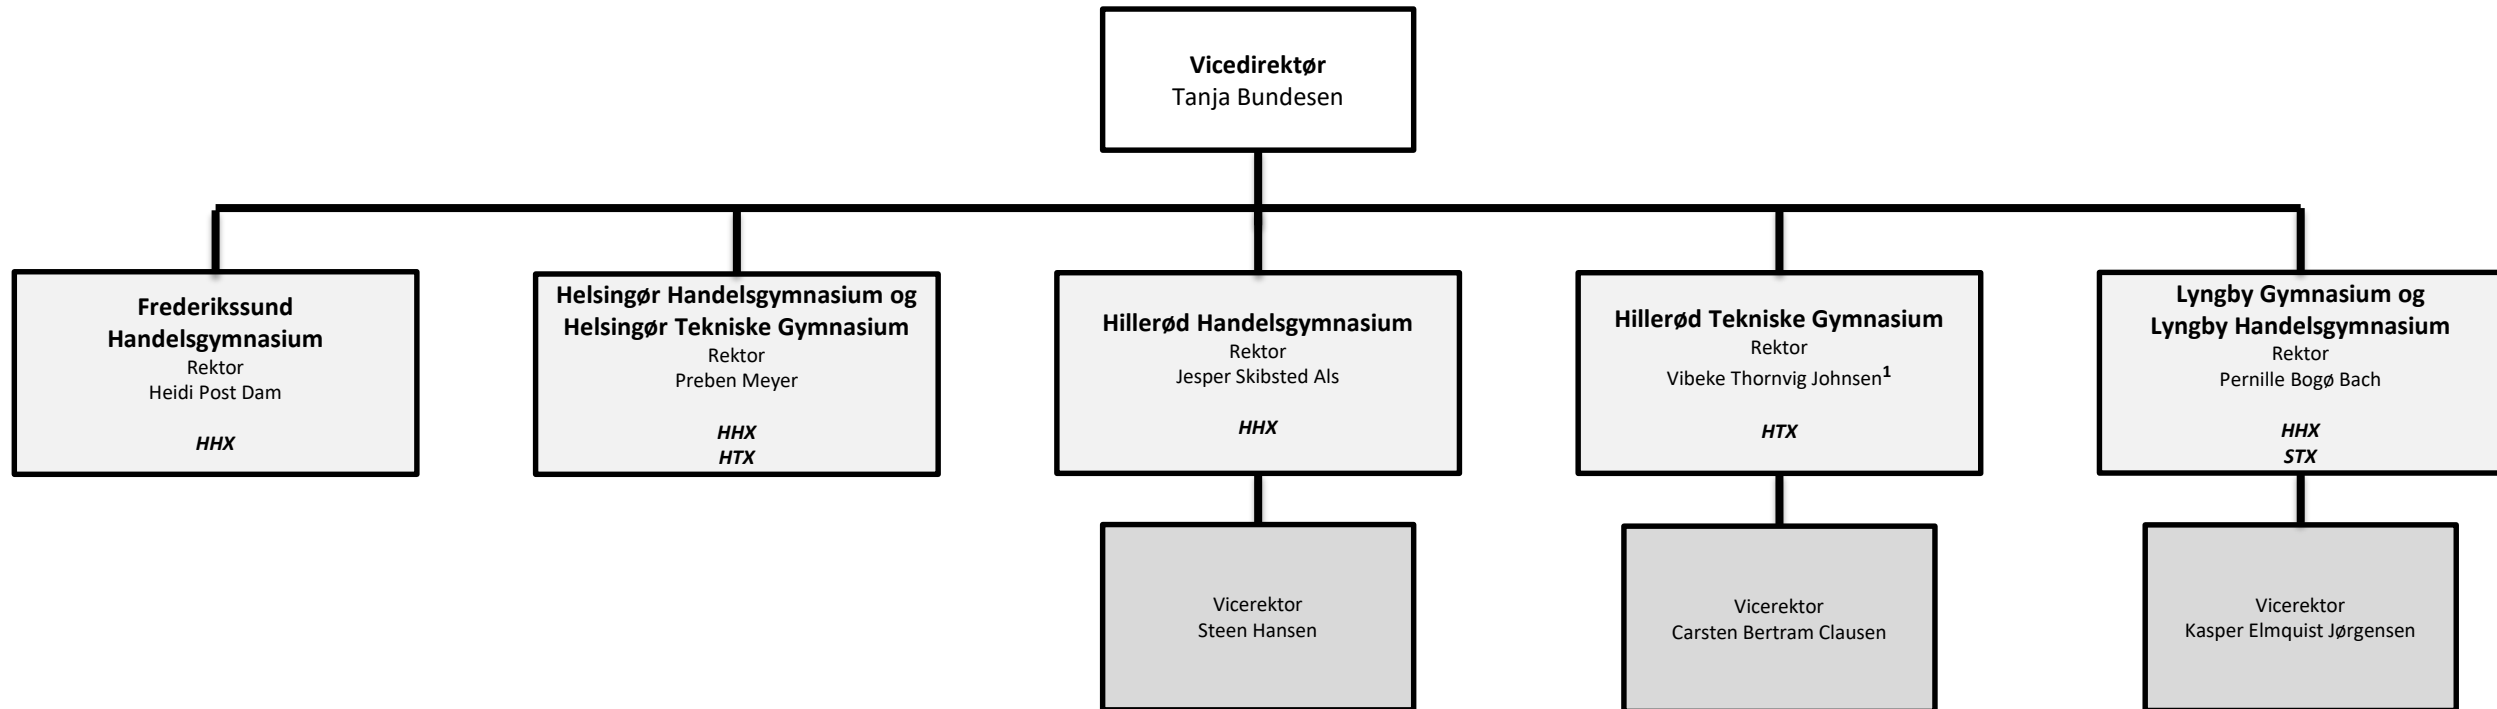 Vicedirektør
Tanja Bundesen
Frederikssund
Handelsgymnasium
Rektor
Heidi Post Dam
HHX
Helsingør Handelsgymnasium og
Helsingør Tekniske Gymnasium
Rektor
Preben Meyer
HHX
HTX
Hillerød Handelsgymnasium
Rektor
Jesper Skibsted Als
HHX
Hillerød Tekniske Gymnasium
Rektor
Vibeke Thornvig Johnsen¹
HTX
Lyngby Gymnasium og
Lyngby Handelsgymnasium
Rektor
Pernille Bogø Bach
HHX
STX
Vicerektor
Steen Hansen
Vicerektor
Carsten Bertram Clausen
Vicerektor
Kasper Elmquist Jørgensen